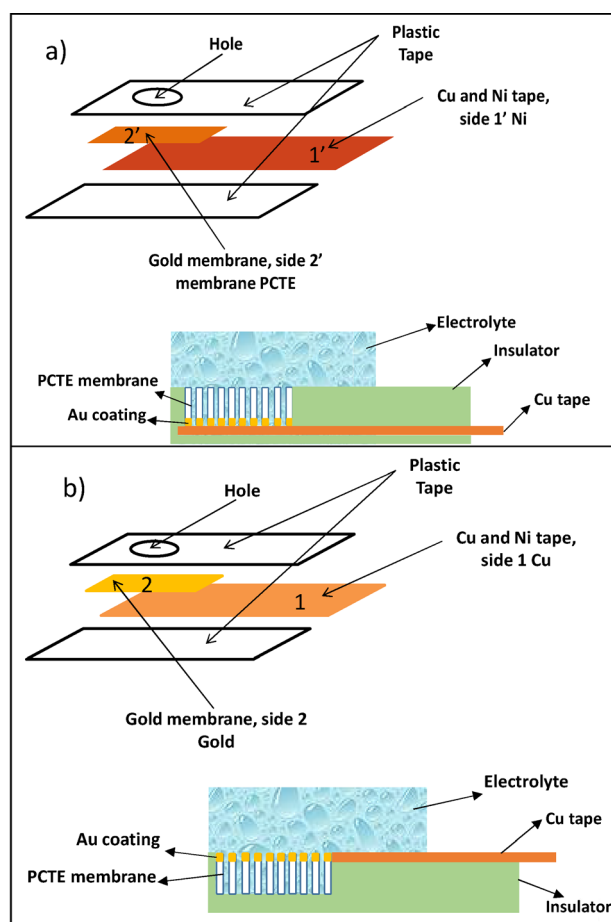 a)
Hole
Plastic
Tape
Cu and Ni tape,
side 1' Ni
2'
1'
Gold membrane, side 2'
membrane PCTE
Electrolyte
Insulator
PCTE membrane
Cu tape
Au coating
b)
Hole
Plastic
Tape
Cu and Ni tape,
side 1 Cu
2
1
Gold membrane, side 2
Gold
Electrolyte
Cu tape
Au coating
PCTE membrane
Insulator